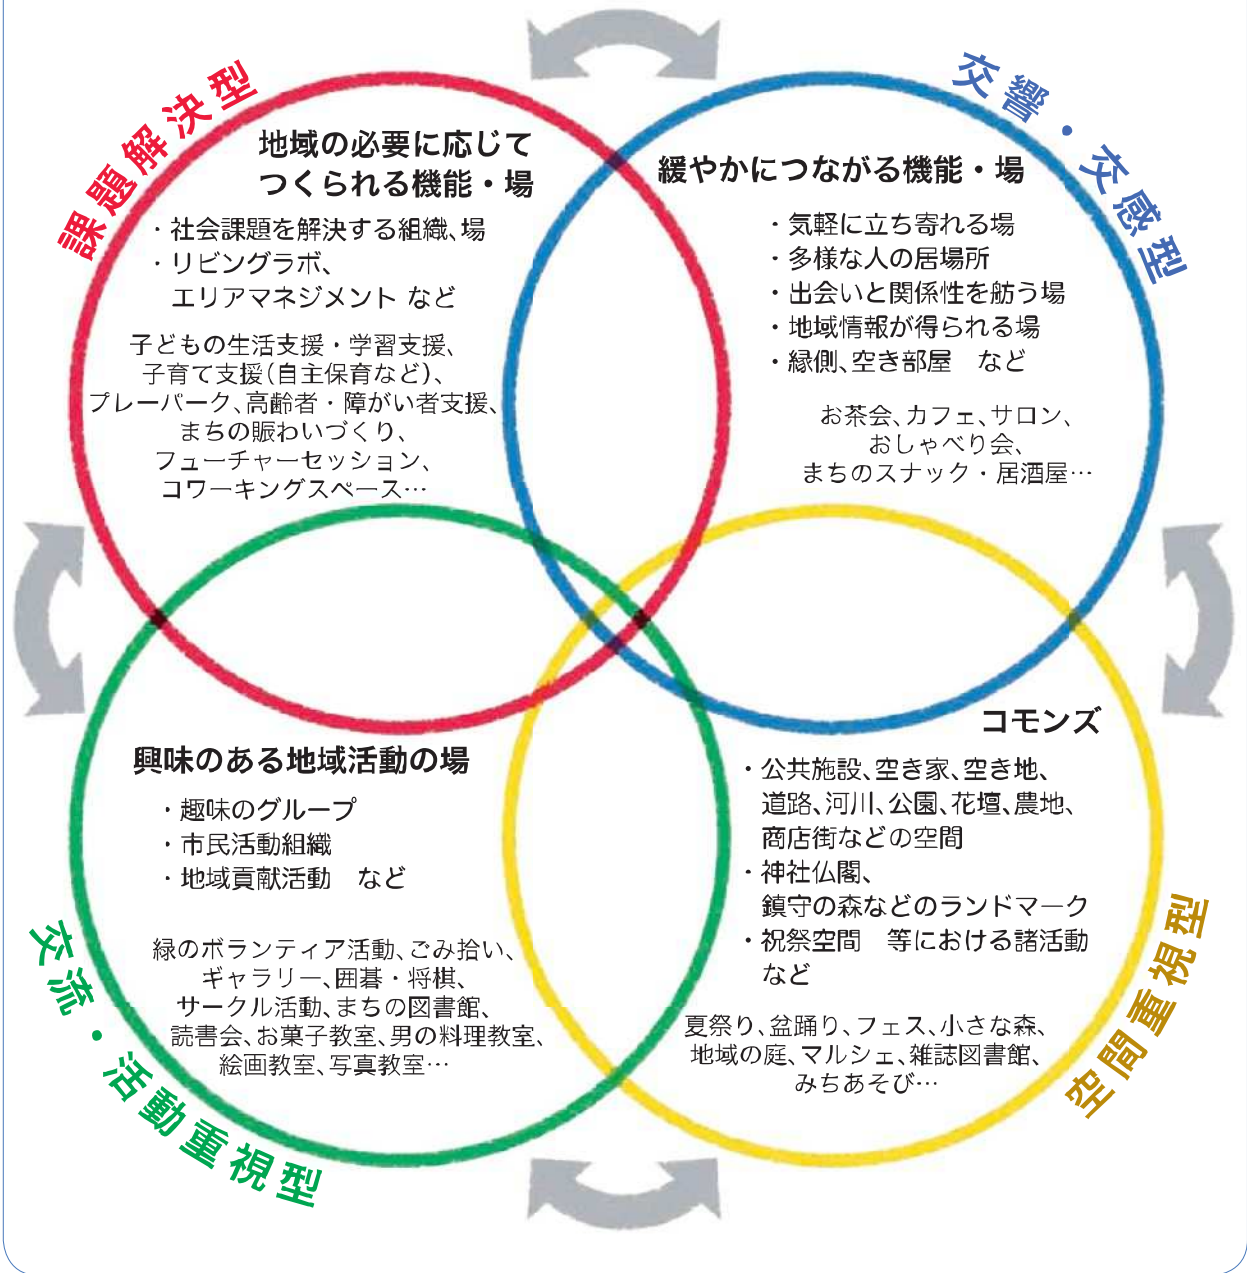 課題解決型
地域の必要に応じて
つくられる機能・場
・社会課題を解決する組織、場
・リビングラボ、
エリアマネジメント など
子どもの生活支援・学習支援、
子育て支援(自主保育など)、
プレーパーク、高齢者・障がい者支援、
まちの賑わいづくり、
フューチャーセッション、
コワーキングスペース…
交響・交感型
緩やかにつながる機能・場
・気軽に立ち寄れる場
・多様な人の居場所
・出会いと関係性を舫う場
・地域情報が得られる場
・縁側、空き部屋　など
お茶会、カフェ、サロン、
おしゃべり会、
まちのスナック・居酒屋…
興味のある地域活動の場
・趣味のグループ
・市民活動組織
・地域貢献活動　など
緑のボランティア活動、ごみ拾い、
ギャラリー、囲碁・将棋、
サークル活動、まちの図書館、
読書会、お菓子教室、男の料理教室、
絵画教室、写真教室…
交流・活動重視型
コモンズ
・公共施設、空き家、空き地、
道路、河川、公園、花壇、農地、
商店街などの空間
・神社仏閣、
鎮守の森などのランドマーク
・祝祭空間　等における諸活動
など
夏祭り、盆踊り、フェス、小さな森、
地域の庭、マルシェ、雑誌図書館、
みちあそび…
空間重視型